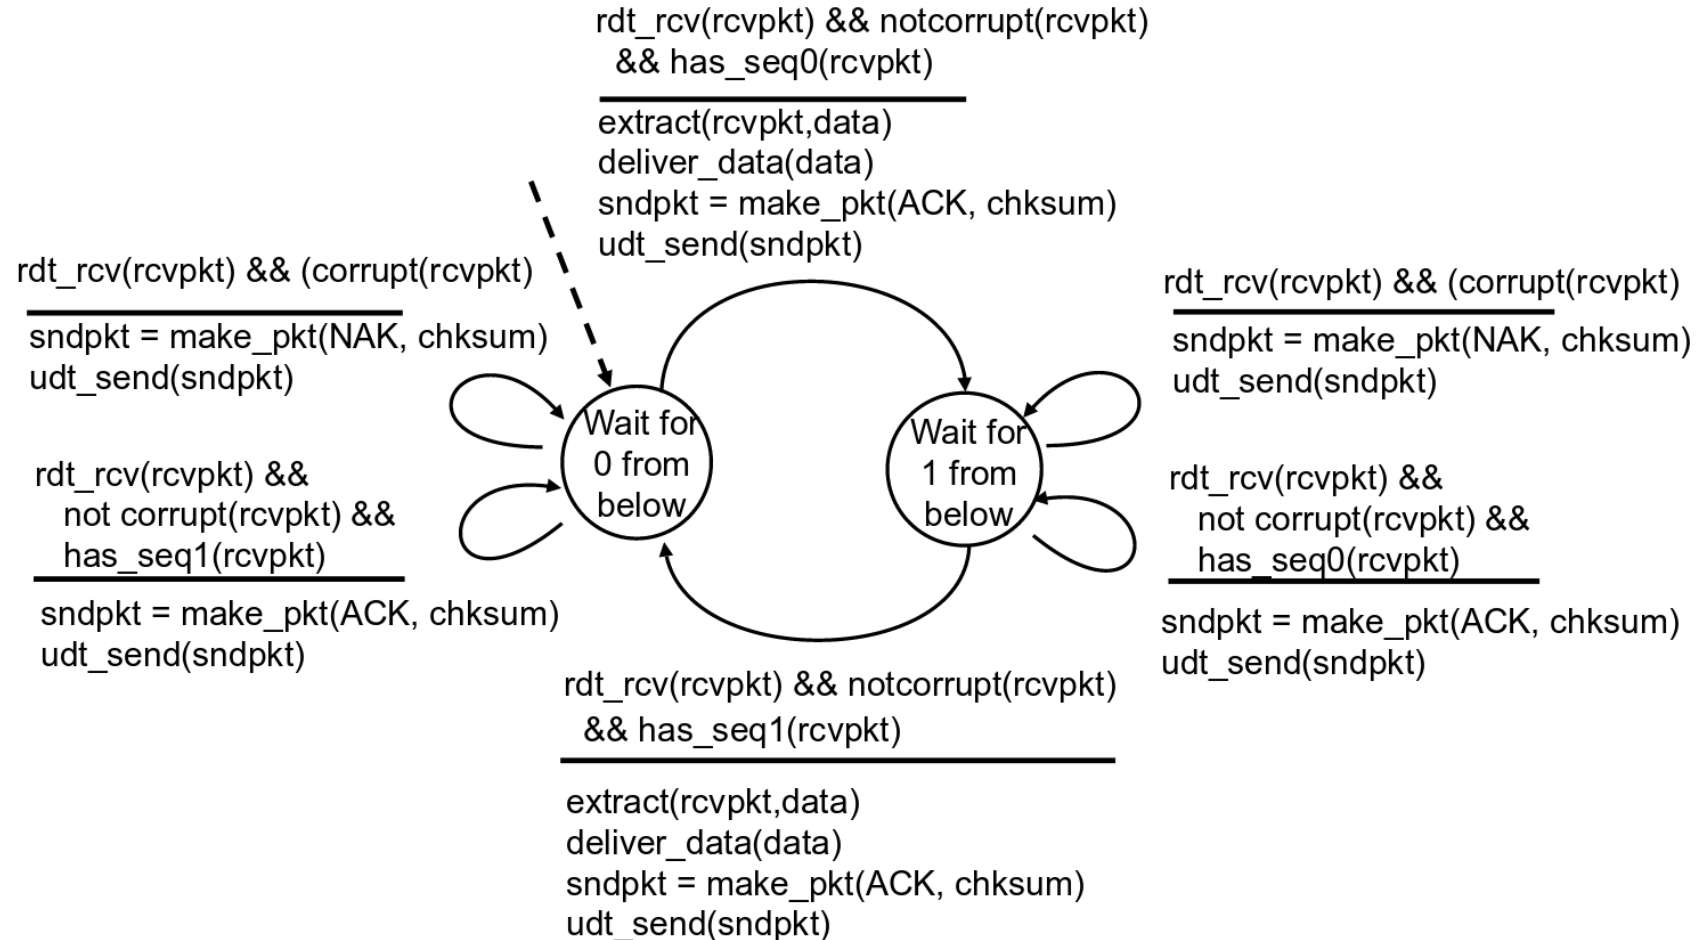 rdt_rcv(rcvpkt) && notcorrupt(rcvpkt)
&& has_seq0(rcvpkt)
extract(rcvpkt,data)
deliver_data(data)
sndpkt = make_pkt(ACK, chksum)
udt_send(sndpkt)
rdt_rcv(rcvpkt) && (corrupt(rcvpkt)
sndpkt = make_pkt(NAK, chksum)
udt_send(sndpkt)
rdt_rcv(rcvpkt) &&
not corrupt(rcvpkt) &&
has_seq1(rcvpkt)
sndpkt = make_pkt(ACK, chksum)
udt_send(sndpkt)
Wait for
0 from
below
Wait for
1 from
below
rdt_rcv(rcvpkt) && (corrupt(rcvpkt)
sndpkt = make_pkt(NAK, chksum)
udt_send(sndpkt)
rdt_rcv(rcvpkt) &&
not corrupt(rcvpkt) &&
has_seq0(rcvpkt)
sndpkt = make_pkt(ACK, chksum)
udt_send(sndpkt)
rdt_rcv(rcvpkt) && notcorrupt(rcvpkt)
&& has_seq1(rcvpkt)
extract(rcvpkt,data)
deliver_data(data)
sndpkt = make_pkt(ACK, chksum)
udt_send(sndpkt)